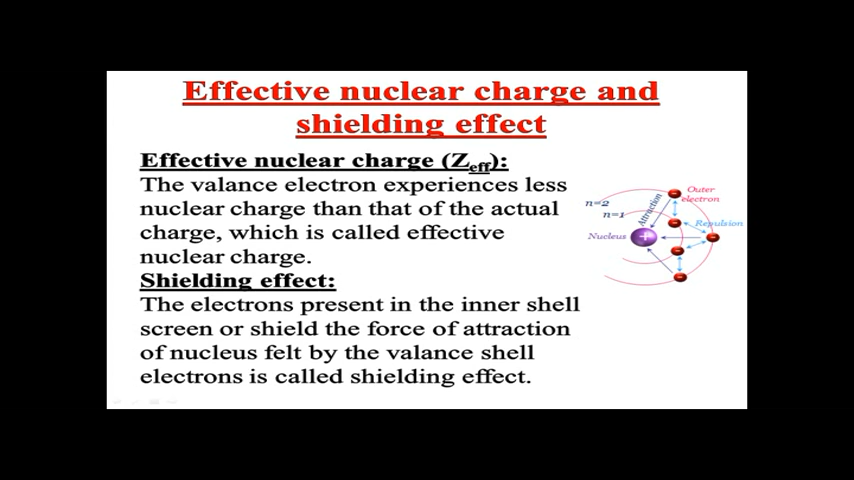 Effective nuclear charge and
shielding effect
Effective nuclear charge (Zeff):
The valance electron experiences less
nuclear charge than that of the actual
charge, which is called effective
nuclear charge.
Shielding effect:
The electrons present in the inner shell
screen or shield the force of attraction
of nucleus felt by the valance shell
electrons is called shielding effect.
n=2
n=1
Attraction
Outer
electron
Repulsion
Nucleus
+